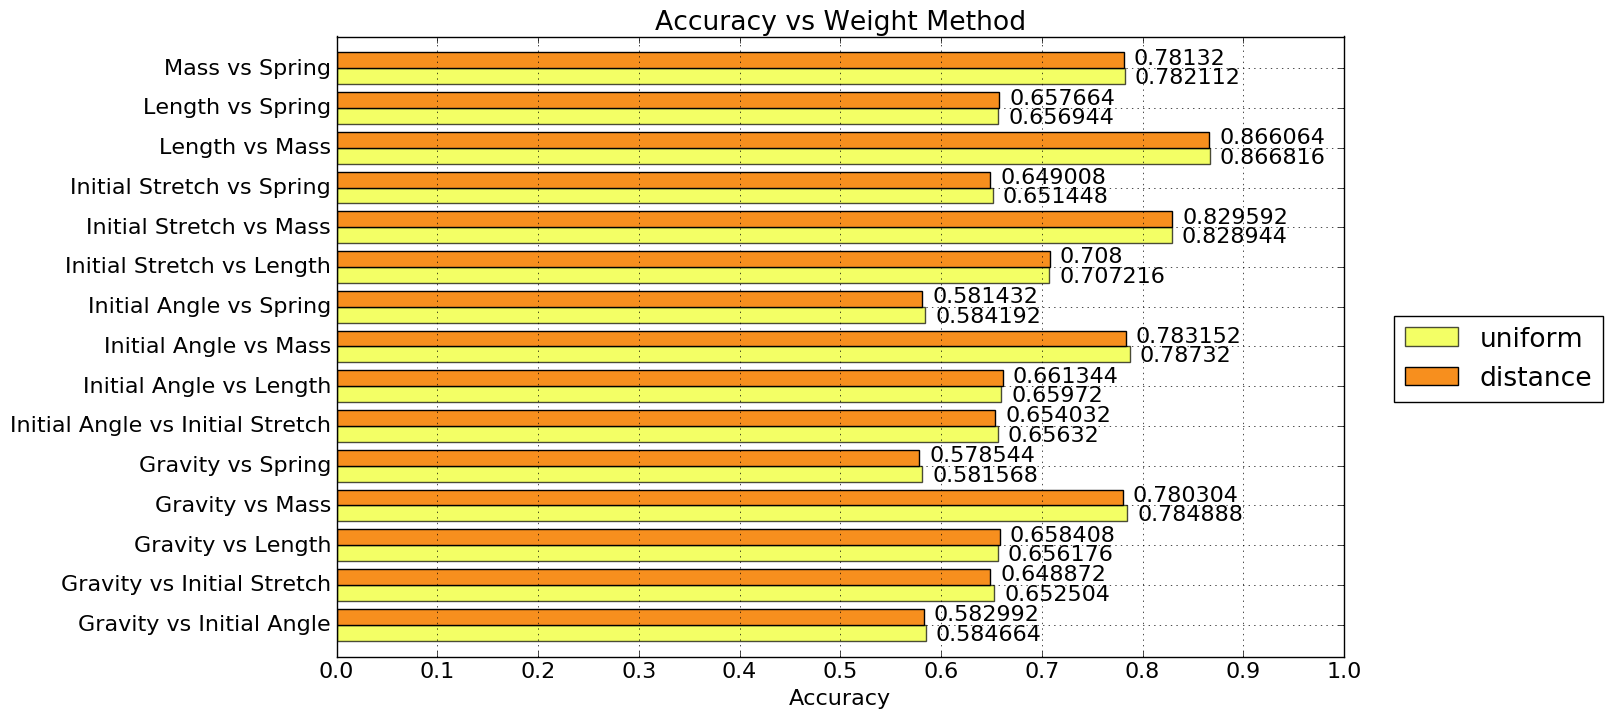 Accuracy vs Weight Method
Mass vs Spring
0.78132
0.782112
Length vs Spring
0.657664
0.656944
Length vs Mass
0.866064
0.866816
Initial Stretch vs Spring
0.649008
0.651448
Initial Stretch vs Mass
0.829592
0.828944
Initial Stretch vs Length
0.708
0.707216
Initial Angle vs Spring
0.581432
0.584192
Initial Angle vs Mass
0.783152
0.78732
Initial Angle vs Length
0.661344
0.65972
Initial Angle vs Initial Stretch
0.654032
0.65632
Gravity vs Spring
0.578544
0.581568
Gravity vs Mass
0.780304
0.784888
Gravity vs Length
0.658408
0.656176
Gravity vs Initial Stretch
0.648872
0.652504
Gravity vs Initial Angle
0.582992
0.584664
0.0 0.1 0.2 0.3 0.4 0.5 0.6 0.7 0.8 0.9 1.0
Accuracy
uniform
distance